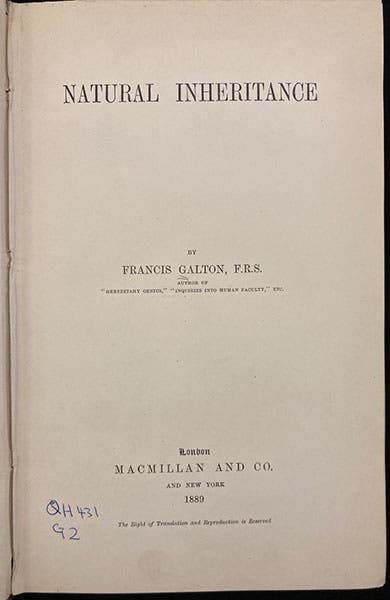 NATURAL INHERITANCE
BY
FRANCIS GALTON, F.R.S.
AUTHOR OF
"HEREDITARY GENIUS," "INQUIRIES INTO HUMAN FACULTY," ETC.
London
MACMILLAN AND CO.
AND NEW YORK
1889
The Right of Translation and Reproduction is Reserved
QH431
G2